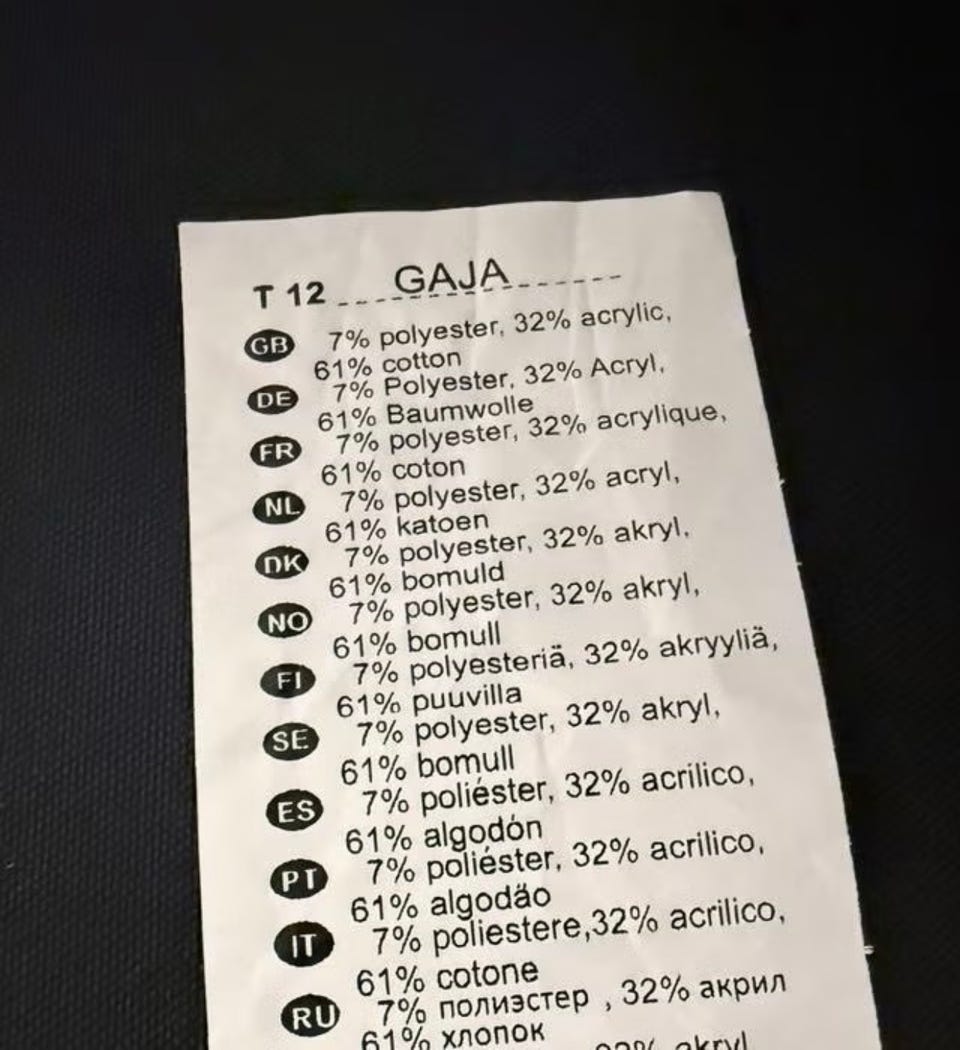 T 12 GAJA
GB 7% polyester, 32% acrylic,
61% cotton
DE 7% Polyester, 32% Acryl,
61% Baumwolle
FR 7% polyester, 32% acrylique,
61% coton
NL 7% polyester, 32% acryl,
61% katoen
DK 7% polyester, 32% akryl,
61% bomuld
NO 7% polyester, 32% akryl,
61% bomull
FI 7% polyesteriä, 32% akryyliä,
61% puuvilla
SE 7% polyester, 32% akryl,
61% bomull
ES 7% poliéster, 32% acrilico,
61% algodón
PT 7% poliéster, 32% acrilico,
61% algodäo
IT 7% poliestere,32% acrilico,
61% cotone
RU 7% полиэстер , 32% акрил
61% хлопок
akryl